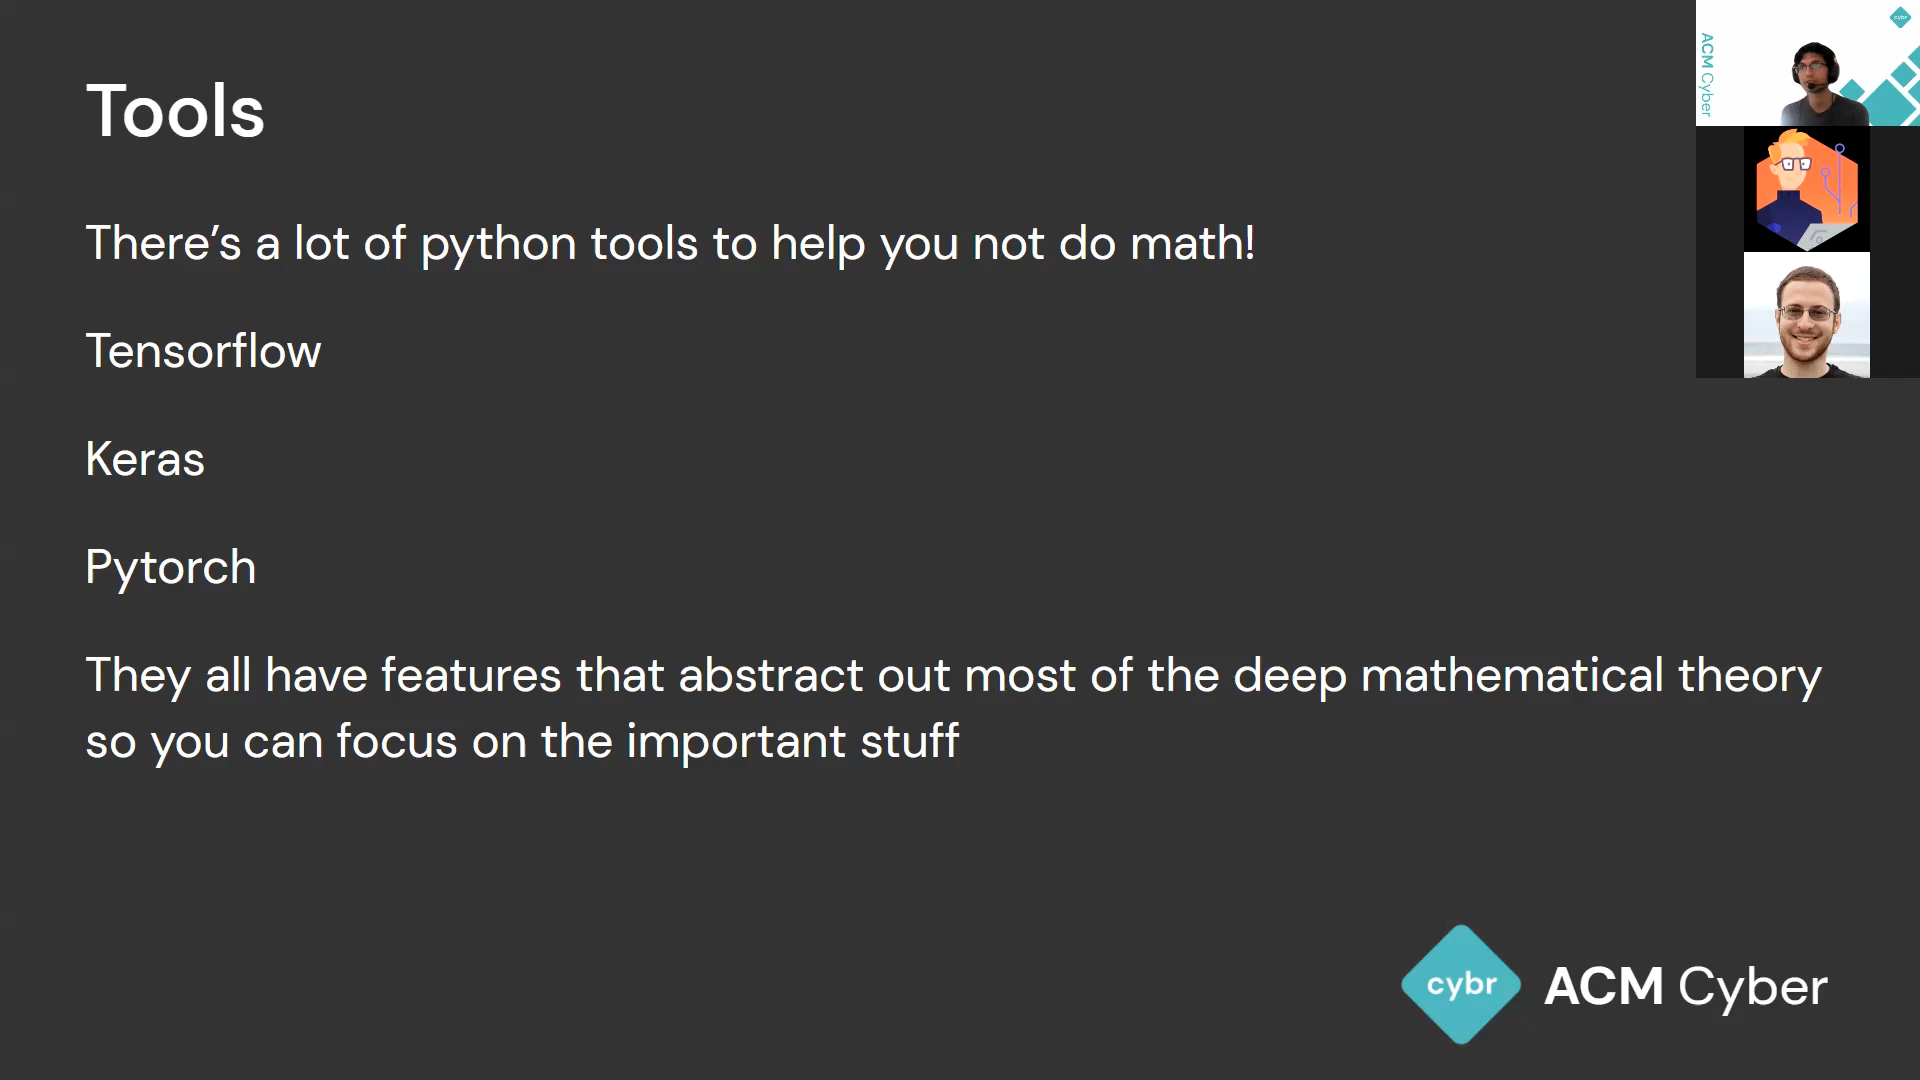 Tools
There’s a lot of python tools to help you not do math!
Tensorflow
Keras
Pytorch
They all have features that abstract out most of the deep mathematical theory
so you can focus on the important stuff
cybr ACM Cyber
ACM Cyber
cybr